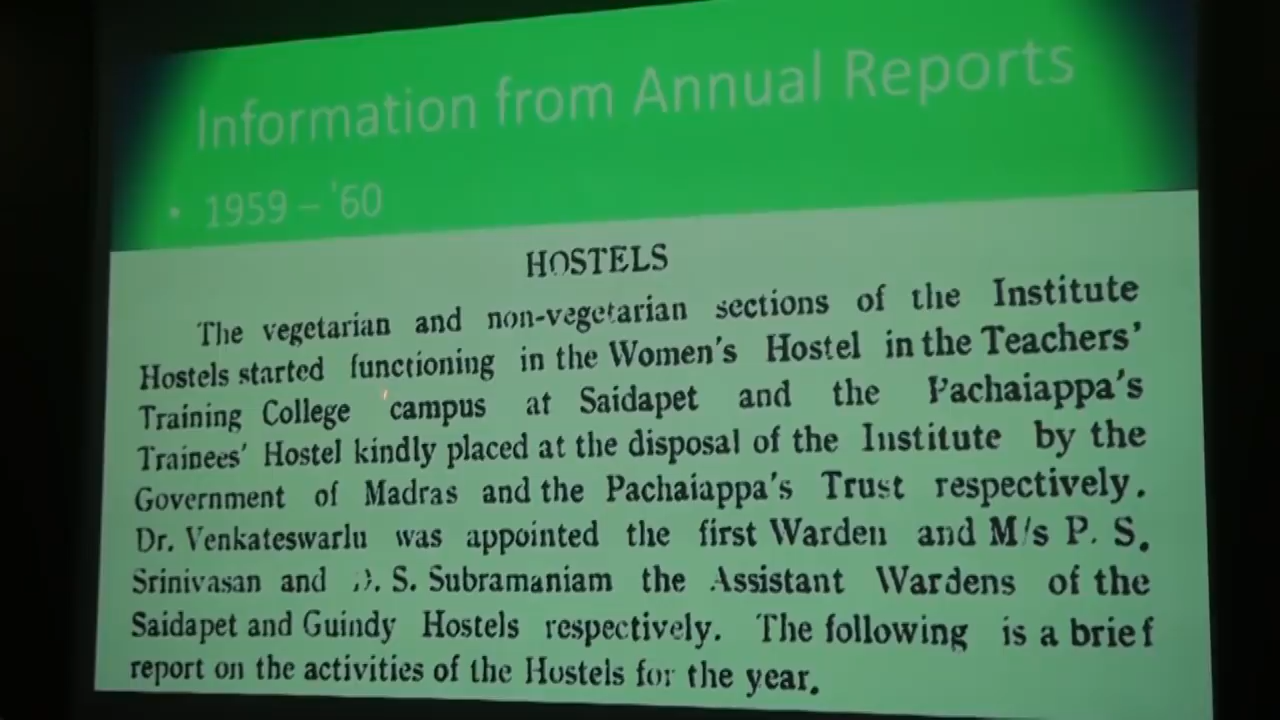 Information from Annual Reports
• 1959 – '60
HOSTELS
The vegetarian and non-vegetarian sections of the Institute
Hostels started functioning in the Women's Hostel in the Teachers'
Training College campus at Saidapet and the Pachaiappa's
Trainees' Hostel kindly placed at the disposal of the Institute by the
Government of Madras and the Pachaiappa's Trust respectively.
Dr. Venkateswarlu was appointed the first Warden and M/s P. S.
Srinivasan and S. Subramaniam the Assistant Wardens of the
Saidapet and Guindy Hostels respectively. The following is a brief
report on the activities of the Hostels for the year.